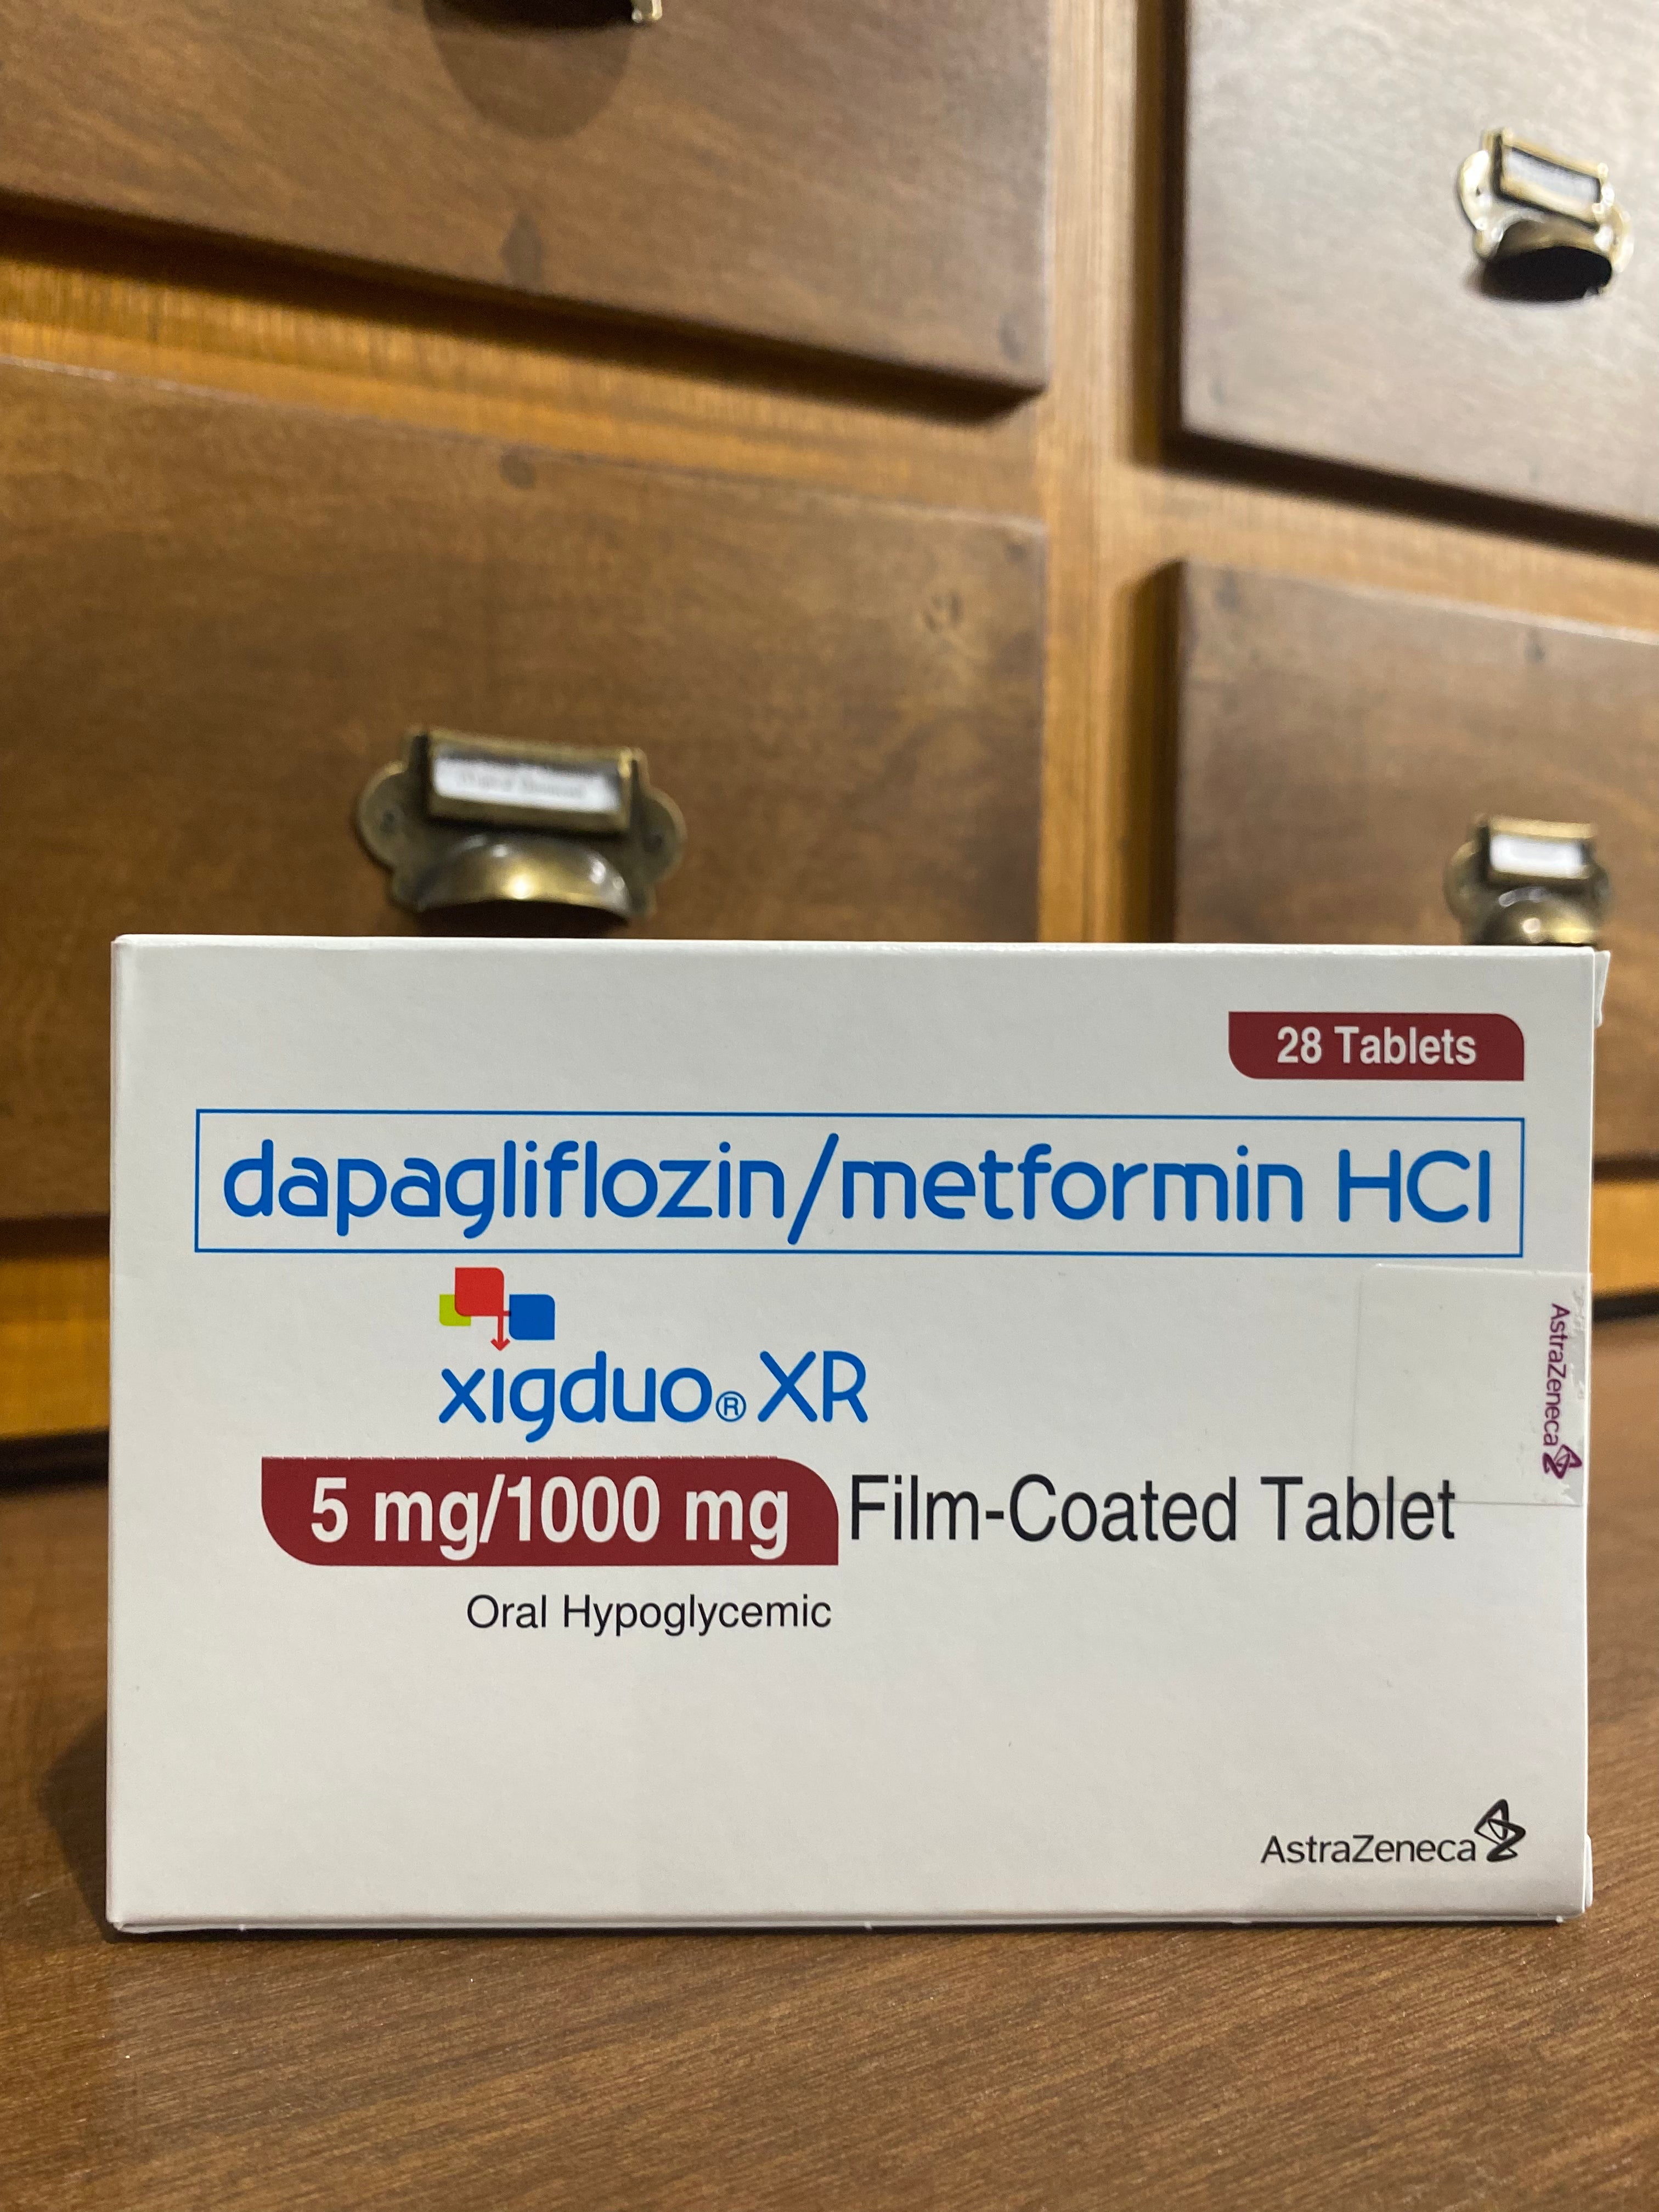 28 Tablets
dapagliflozin/metformin HCl
xigduo® XR
5 mg/1000 mg Film-Coated Tablet
Oral Hypoglycemic
AstraZeneca
AstraZeneca